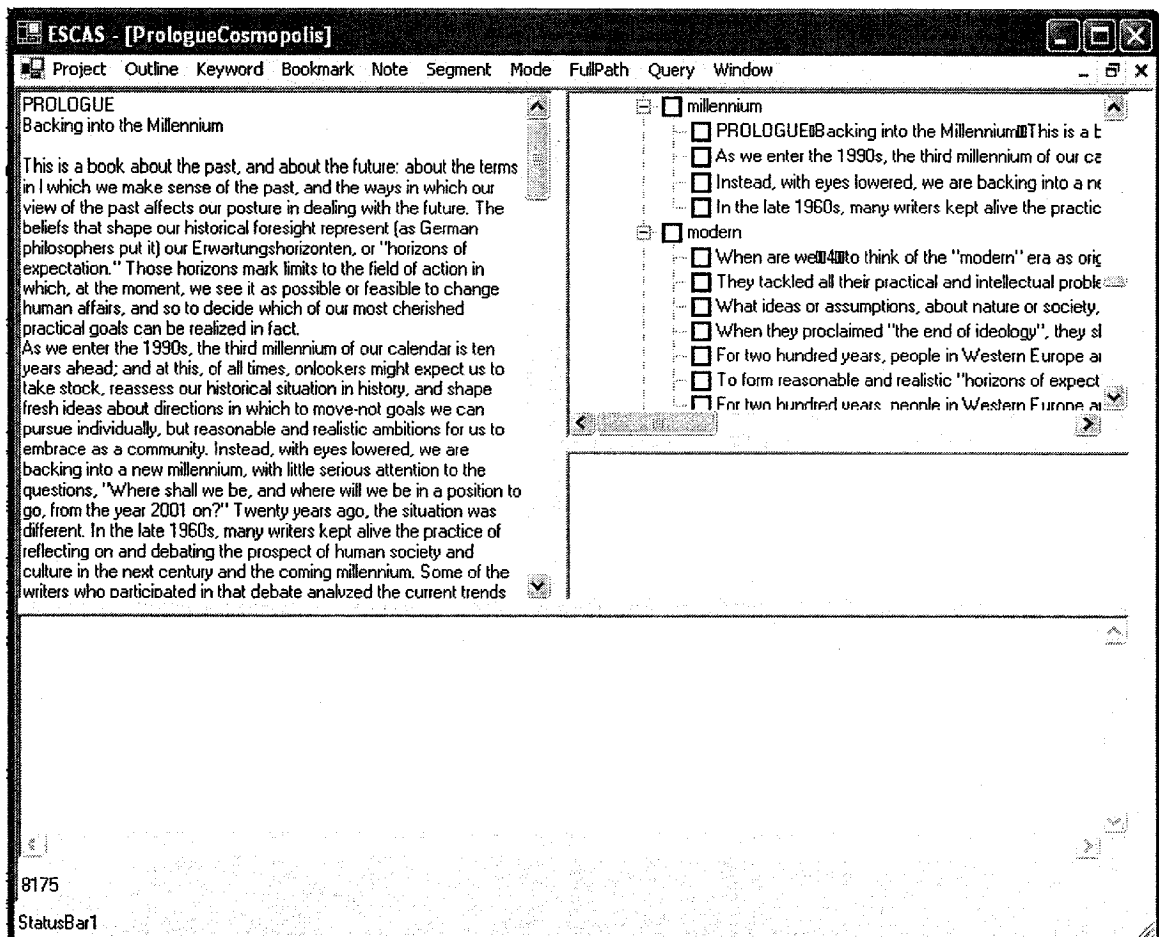 ESCAS - [PrologueCosmopolis]
Project Outline Keyword Bookmark Note Segment Mode FullPath Query Window
PROLOGUE
Backing into the Millennium
This is a book about the past, and about the future: about the terms
in l which we make sense of the past, and the ways in which our
view of the past affects our posture in dealing with the future. The
beliefs that shape our historical foresight represent (as German
philosophers put it) our Erwartungshorizonten, or "horizons of
expectation." Those horizons mark limits to the field of action in
which, at the moment, we see it as possible or feasible to change
human affairs, and so to decide which of our most cherished
practical goals can be realized in fact.
As we enter the 1990s, the third millennium of our calendar is ten
years ahead; and at this, of all times, onlookers might expect us to
take stock, reassess our historical situation in history, and shape
fresh ideas about directions in which to move-not goals we can
pursue individually, but reasonable and realistic ambitions for us to
embrace as a community. Instead, with eyes lowered, we are
backing into a new millennium, with little serious attention to the
questions, "Where shall we be, and where will we be in a position to
go, from the year 2001 on?" Twenty years ago, the situation was
different. In the late 1960s, many writers kept alive the practice of
reflecting on and debating the prospect of human society and
culture in the next century and the coming millennium. Some of the
writers who participated in that debate analyzed the current trends
millennium
PROLOGUE Backing into the Millennium This is a b
As we enter the 1990s, the third millennium of our ca
Instead, with eyes lowered, we are backing into a ne
In the late 1960s, many writers kept alive the practic
modern
When are we 4 to think of the "modern" era as orig
They tackled all their practical and intellectual proble
What ideas or assumptions, about nature or society,
When they proclaimed "the end of ideology", they sl
For two hundred years, people in Western Europe ar
To form reasonable and realistic "horizons of expect
For two hundred years, people in Western Europe ar
8175
StatusBar1